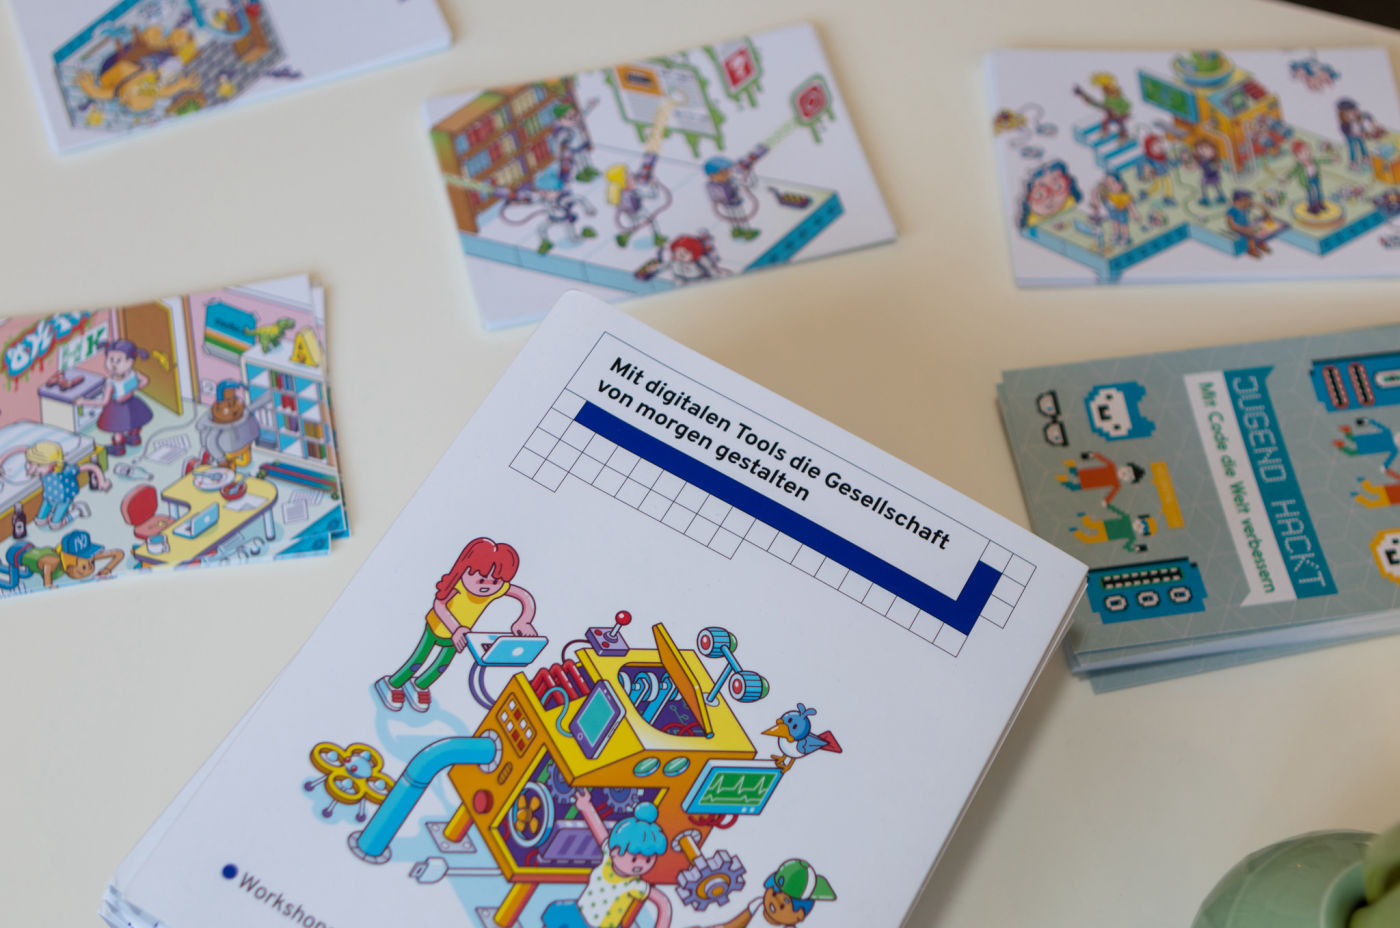 Mit digitalen Tools die Gesellschaft
von morgen gestalten
Workshop
JUGEND HACKT
Mit Code die Welt verbessern